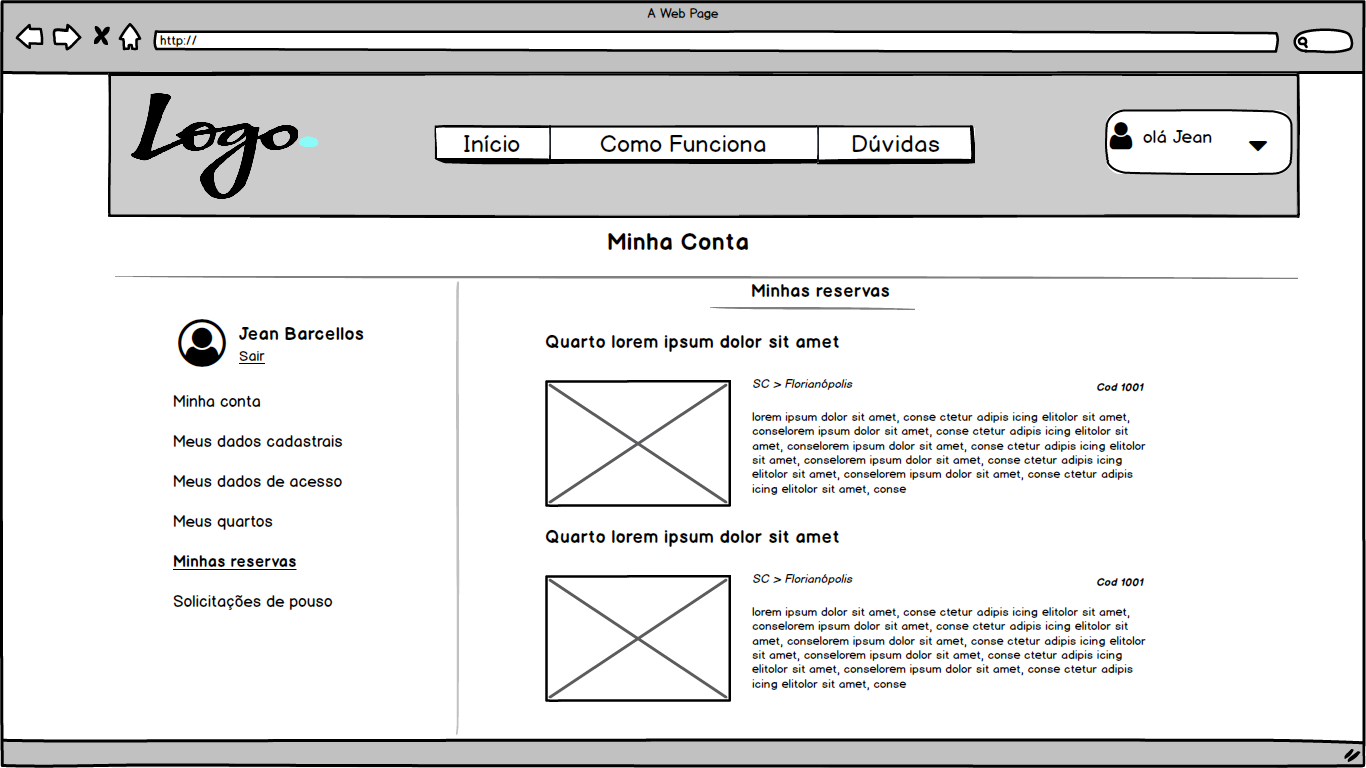 A Web Page
http://
Logo
Início
Como Funciona
Dúvidas
olá Jean
Minha Conta
Jean Barcellos
Sair
Minha conta
Meus dados cadastrais
Meus dados de acesso
Meus quartos
Minhas reservas
Solicitações de pouso
Minhas reservas
Quarto lorem ipsum dolor sit amet
SC > Florianópolis
Cod 1001
lorem ipsum dolor sit amet, conse ctetur adipis icing elitolor sit amet,
conselorem ipsum dolor sit amet, conse ctetur adipis icing elitolor sit
amet, conselorem ipsum dolor sit amet, conse ctetur adipis icing elitolor
sit amet, conselorem ipsum dolor sit amet, conse ctetur adipis icing
elitolor sit amet, conselorem ipsum dolor sit amet, conse ctetur adipis
icing elitolor sit amet, conse
Quarto lorem ipsum dolor sit amet
SC > Florianópolis
Cod 1001
lorem ipsum dolor sit amet, conse ctetur adipis icing elitolor sit amet,
conselorem ipsum dolor sit amet, conse ctetur adipis icing elitolor sit
amet, conselorem ipsum dolor sit amet, conse ctetur adipis icing elitolor
sit amet, conselorem ipsum dolor sit amet, conse ctetur adipis icing
elitolor sit amet, conselorem ipsum dolor sit amet, conse ctetur adipis
icing elitolor sit amet, conse